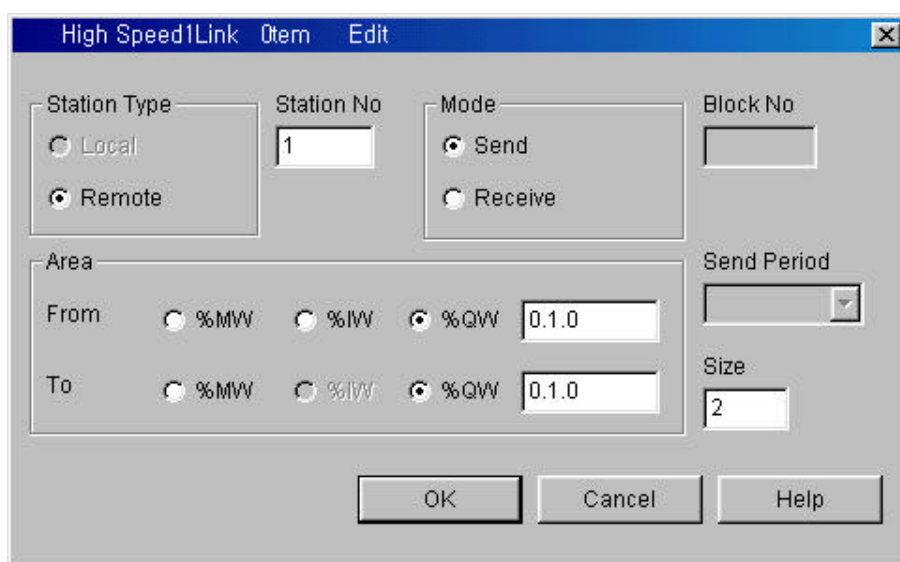 High Speed1Link 0tem Edit
Station Type
Local
Remote
Station No
1
Mode
Send
Receive
Block No
Area
From %MW %IW %QW 0.1.0
To %MW %IW %QW 0.1.0
Send Period
Size
2
OK Cancel Help